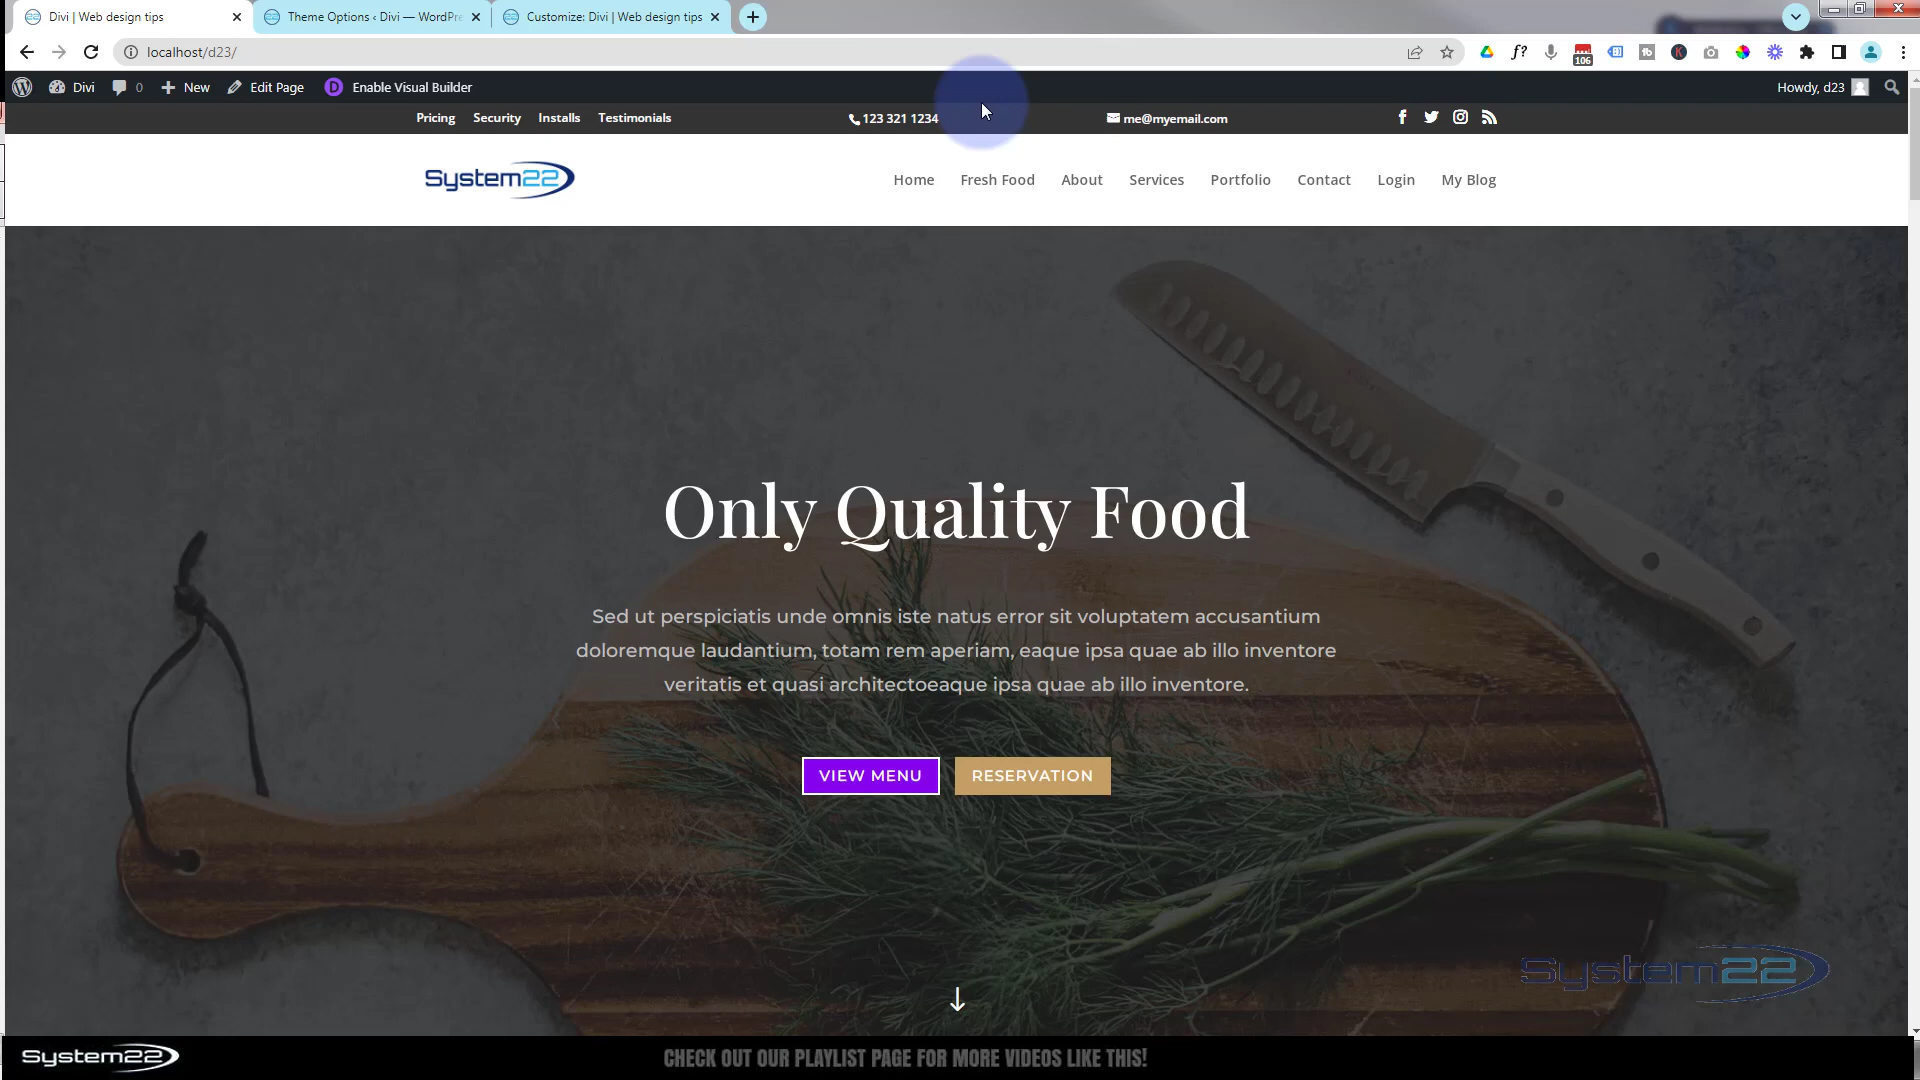 Divi | Web design tips
Theme Options ‹ Divi — WordPre
Customize: Divi | Web design tips
localhost/d23/
f?
106
Divi 0 New Edit Page D Enable Visual Builder Howdy, d23
Pricing Security Installs Testimonials 123 321 1234 me@myemail.com
System22 Home Fresh Food About Services Portfolio Contact Login My Blog
Only Quality Food
Sed ut perspiciatis unde omnis iste natus error sit voluptatem accusantium
doloremque laudantium, totam rem aperiam, eaque ipsa quae ab illo inventore
veritatis et quasi architectoeaque ipsa quae ab illo inventore.
VIEW MENU RESERVATION
System22
System22 CHECK OUT OUR PLAYLIST PAGE FOR MORE VIDEOS LIKE THIS!